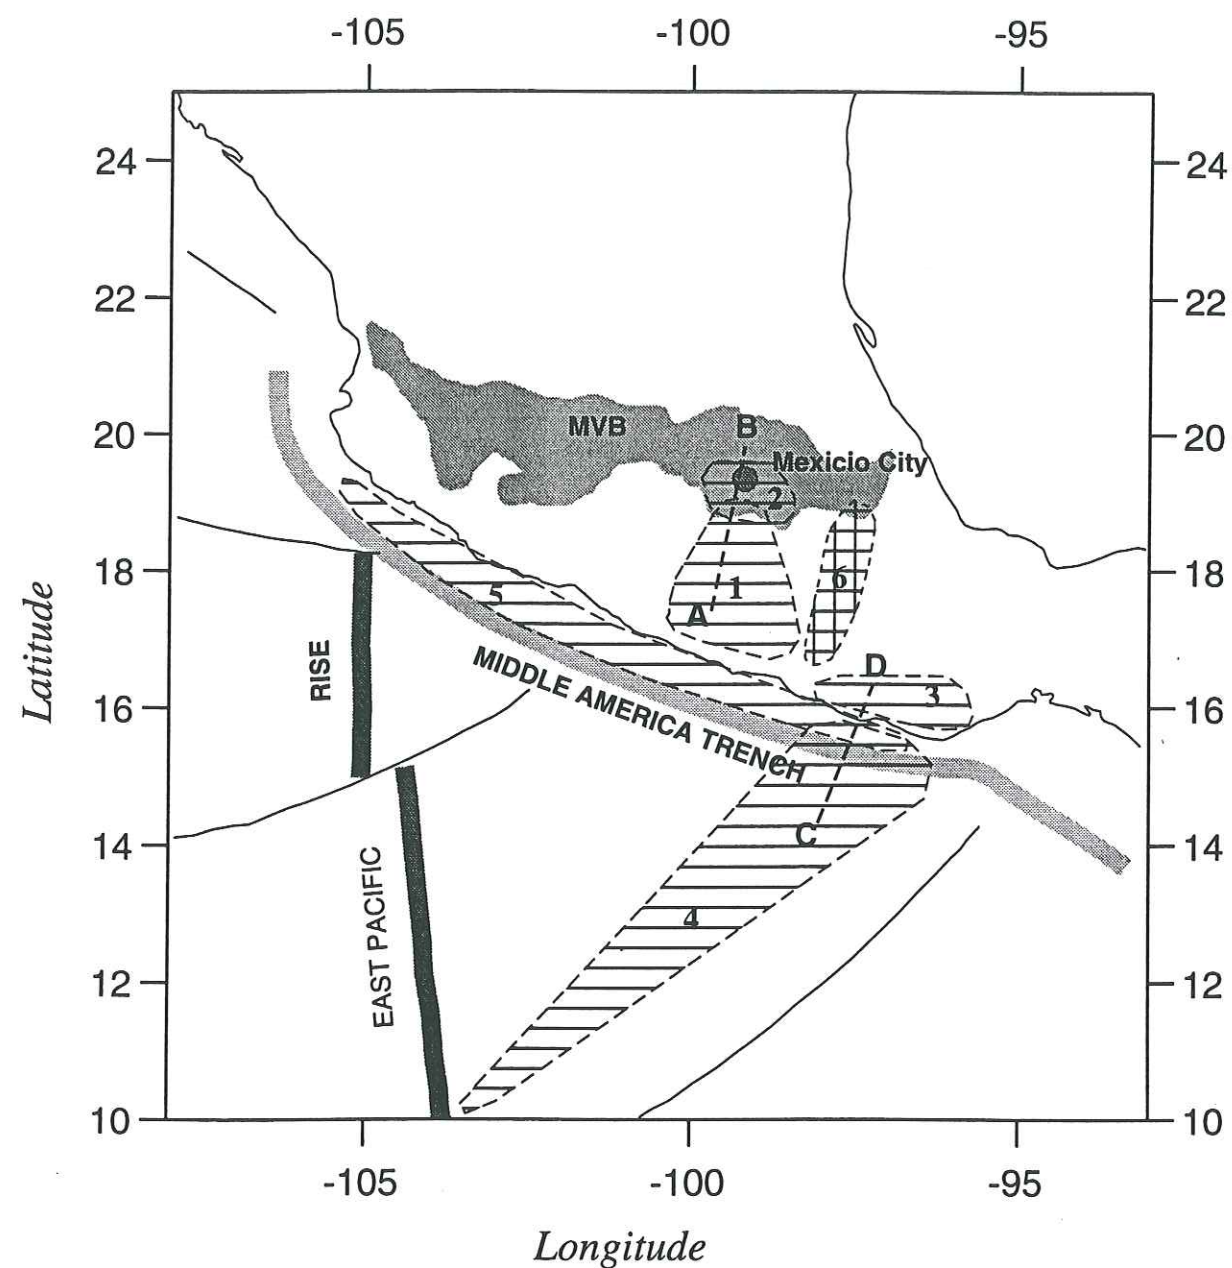 -105 -100 -95
24 24
22 22
B
MVB
20 20
Mexicio City
2
18 18
1
6
5
A
D
RISE
3
MIDDLE AMERICA TRENCH
16 16
C
14 14
EAST PACIFIC
4
12 12
10 10
-105 -100 -95
Latitude
Longitude